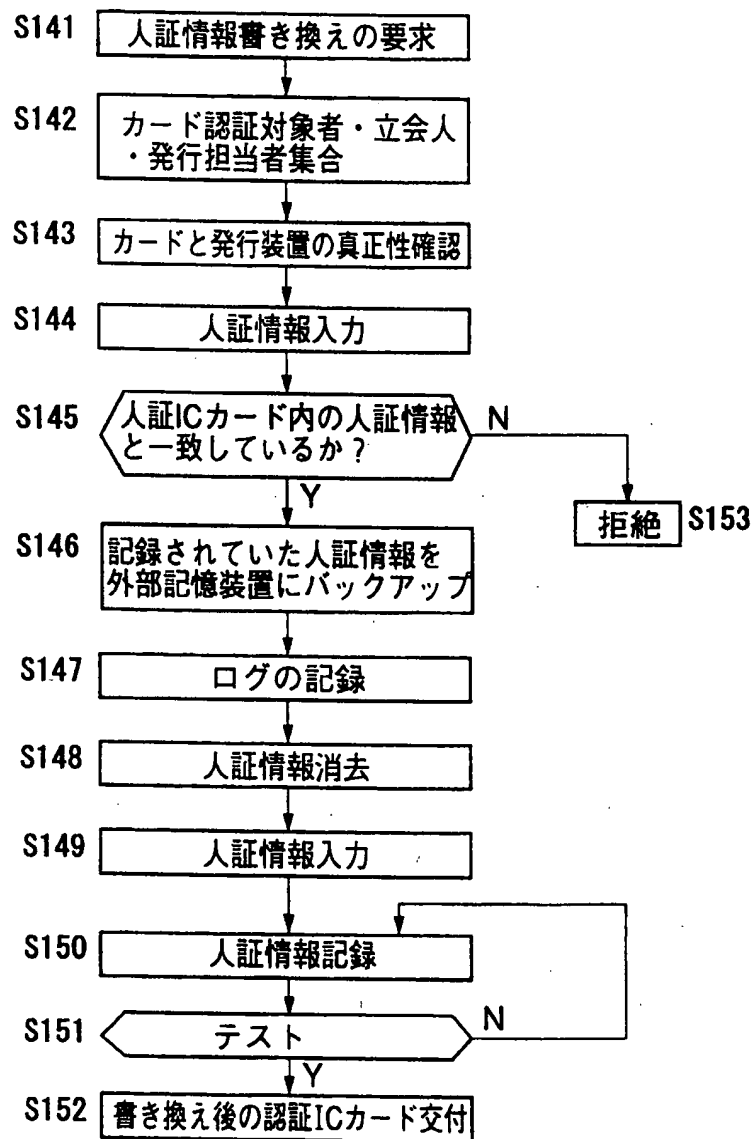 S141
人証情報書き換えの要求
S142
カード認証対象者・立会人
・発行担当者集合
S143
カードと発行装置の真正性確認
S144
人証情報入力
S145
人証ICカード内の人証情報
と一致しているか?
N
Y
拒絶
S153
S146
記録されていた人証情報を
外部記憶装置にバックアップ
S147
ログの記録
S148
人証情報消去
S149
人証情報入力
S150
人証情報記録
S151
テスト
N
Y
S152
書き換え後の認証ICカード交付